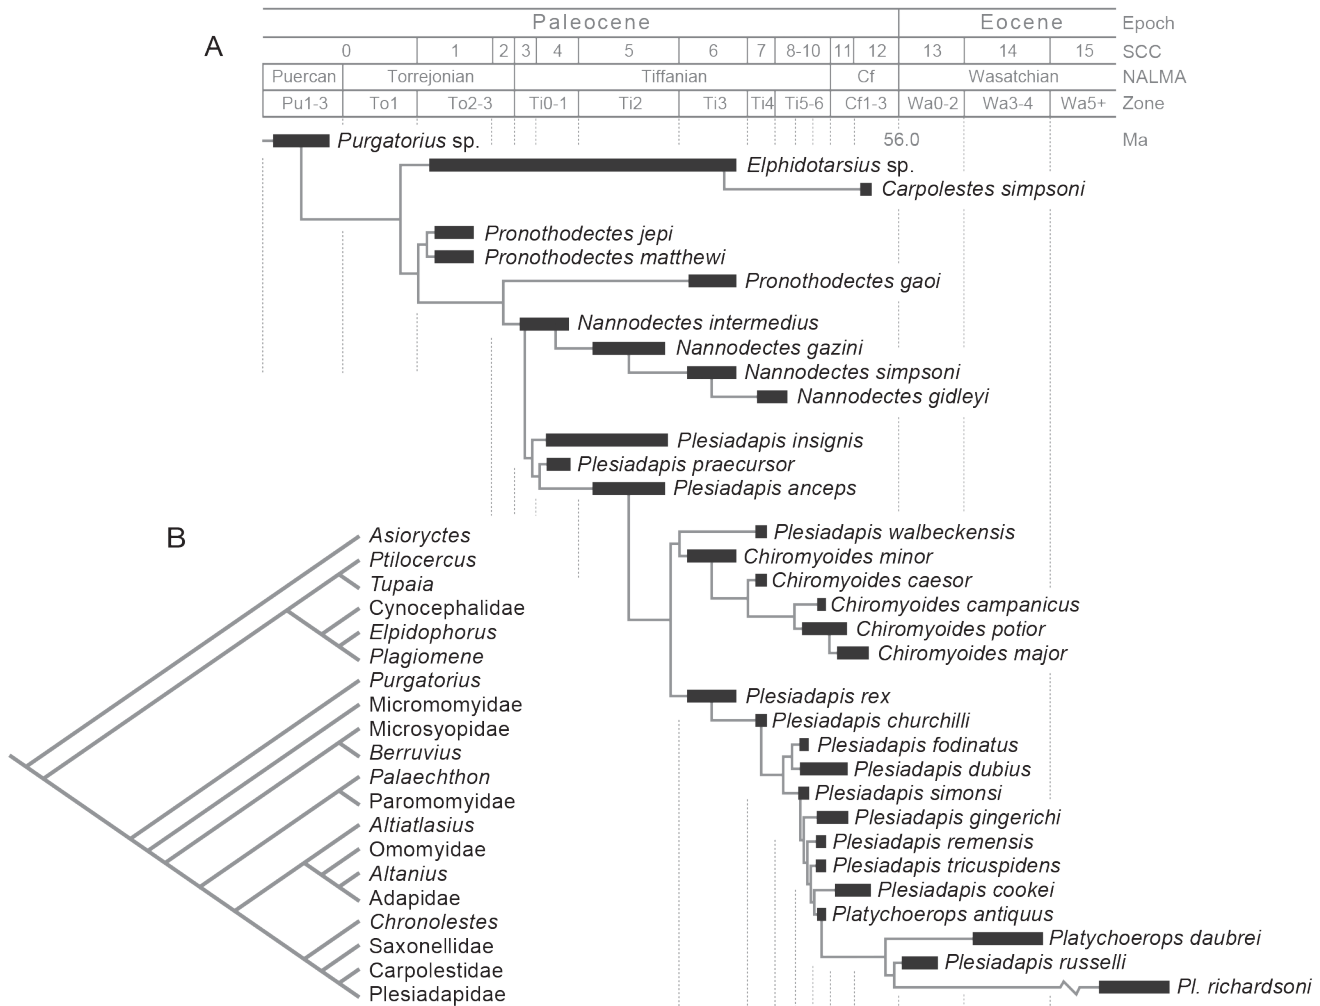 Paleocene Eocene Epoch
A 0 1 2 3 4 5 6 7 8-10 11 12 13 14 15 SCC
Puercan Torrejonian Tiffanian Cf Wasatchian NALMA
Pu1-3 To1 To2-3 Ti0-1 Ti2 Ti3 Ti4 Ti5-6 Cf1-3 Wa0-2 Wa3-4 Wa5+ Zone
Purgatorius sp. 56.0 Ma
Elphidotarsius sp.
Carpolestes simpsoni
Pronothodectes jepi
Pronothodectes matthewi
Pronothodectes gaoi
Nannodectes intermedius
Nannodectes gazini
Nannodectes simpsoni
Nannodectes gidleyi
Plesiadapis insignis
Plesiadapis praecursor
Plesiadapis anceps
Plesiadapis walbeckensis
Chiromyoides minor
Chiromyoides caesor
Chiromyoides campanicus
Chiromyoides potior
Chiromyoides major
Plesiadapis rex
Plesiadapis churchilli
Plesiadapis fodinatus
Plesiadapis dubius
Plesiadapis simonsi
Plesiadapis gingerichi
Plesiadapis remensis
Plesiadapis tricuspidens
Plesiadapis cookei
Platychoerops antiquus
Platychoerops daubrei
Plesiadapis russelli
Pl. richardsoni
B
Asioryctes
Ptilocercus
Tupaia
Cynocephalidae
Elpidophorus
Plagiomene
Purgatorius
Micromomyidae
Microsyopidae
Berruvius
Palaechthon
Paromomyidae
Altiatlasius
Omomyidae
Altanius
Adapidae
Chronolestes
Saxonellidae
Carpolestidae
Plesiadapidae